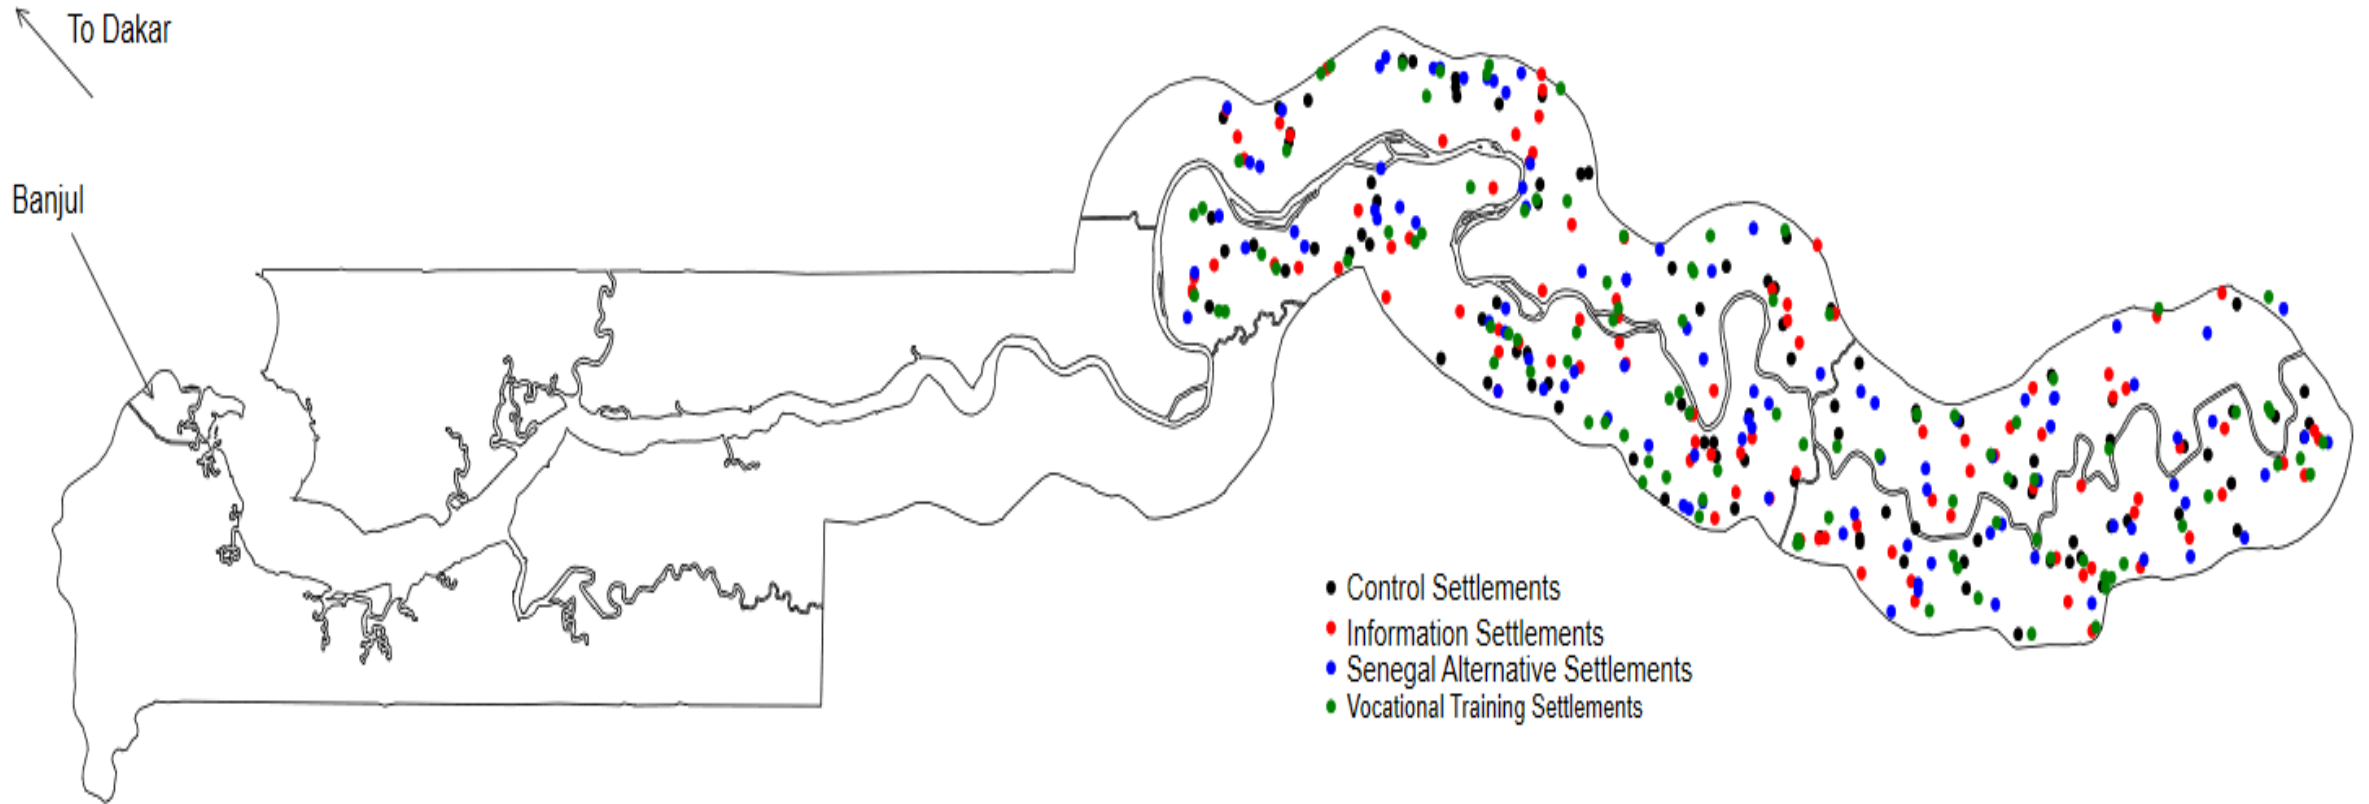 To Dakar
Banjul
Control Settlements
Information Settlements
Senegal Alternative Settlements
Vocational Training Settlements